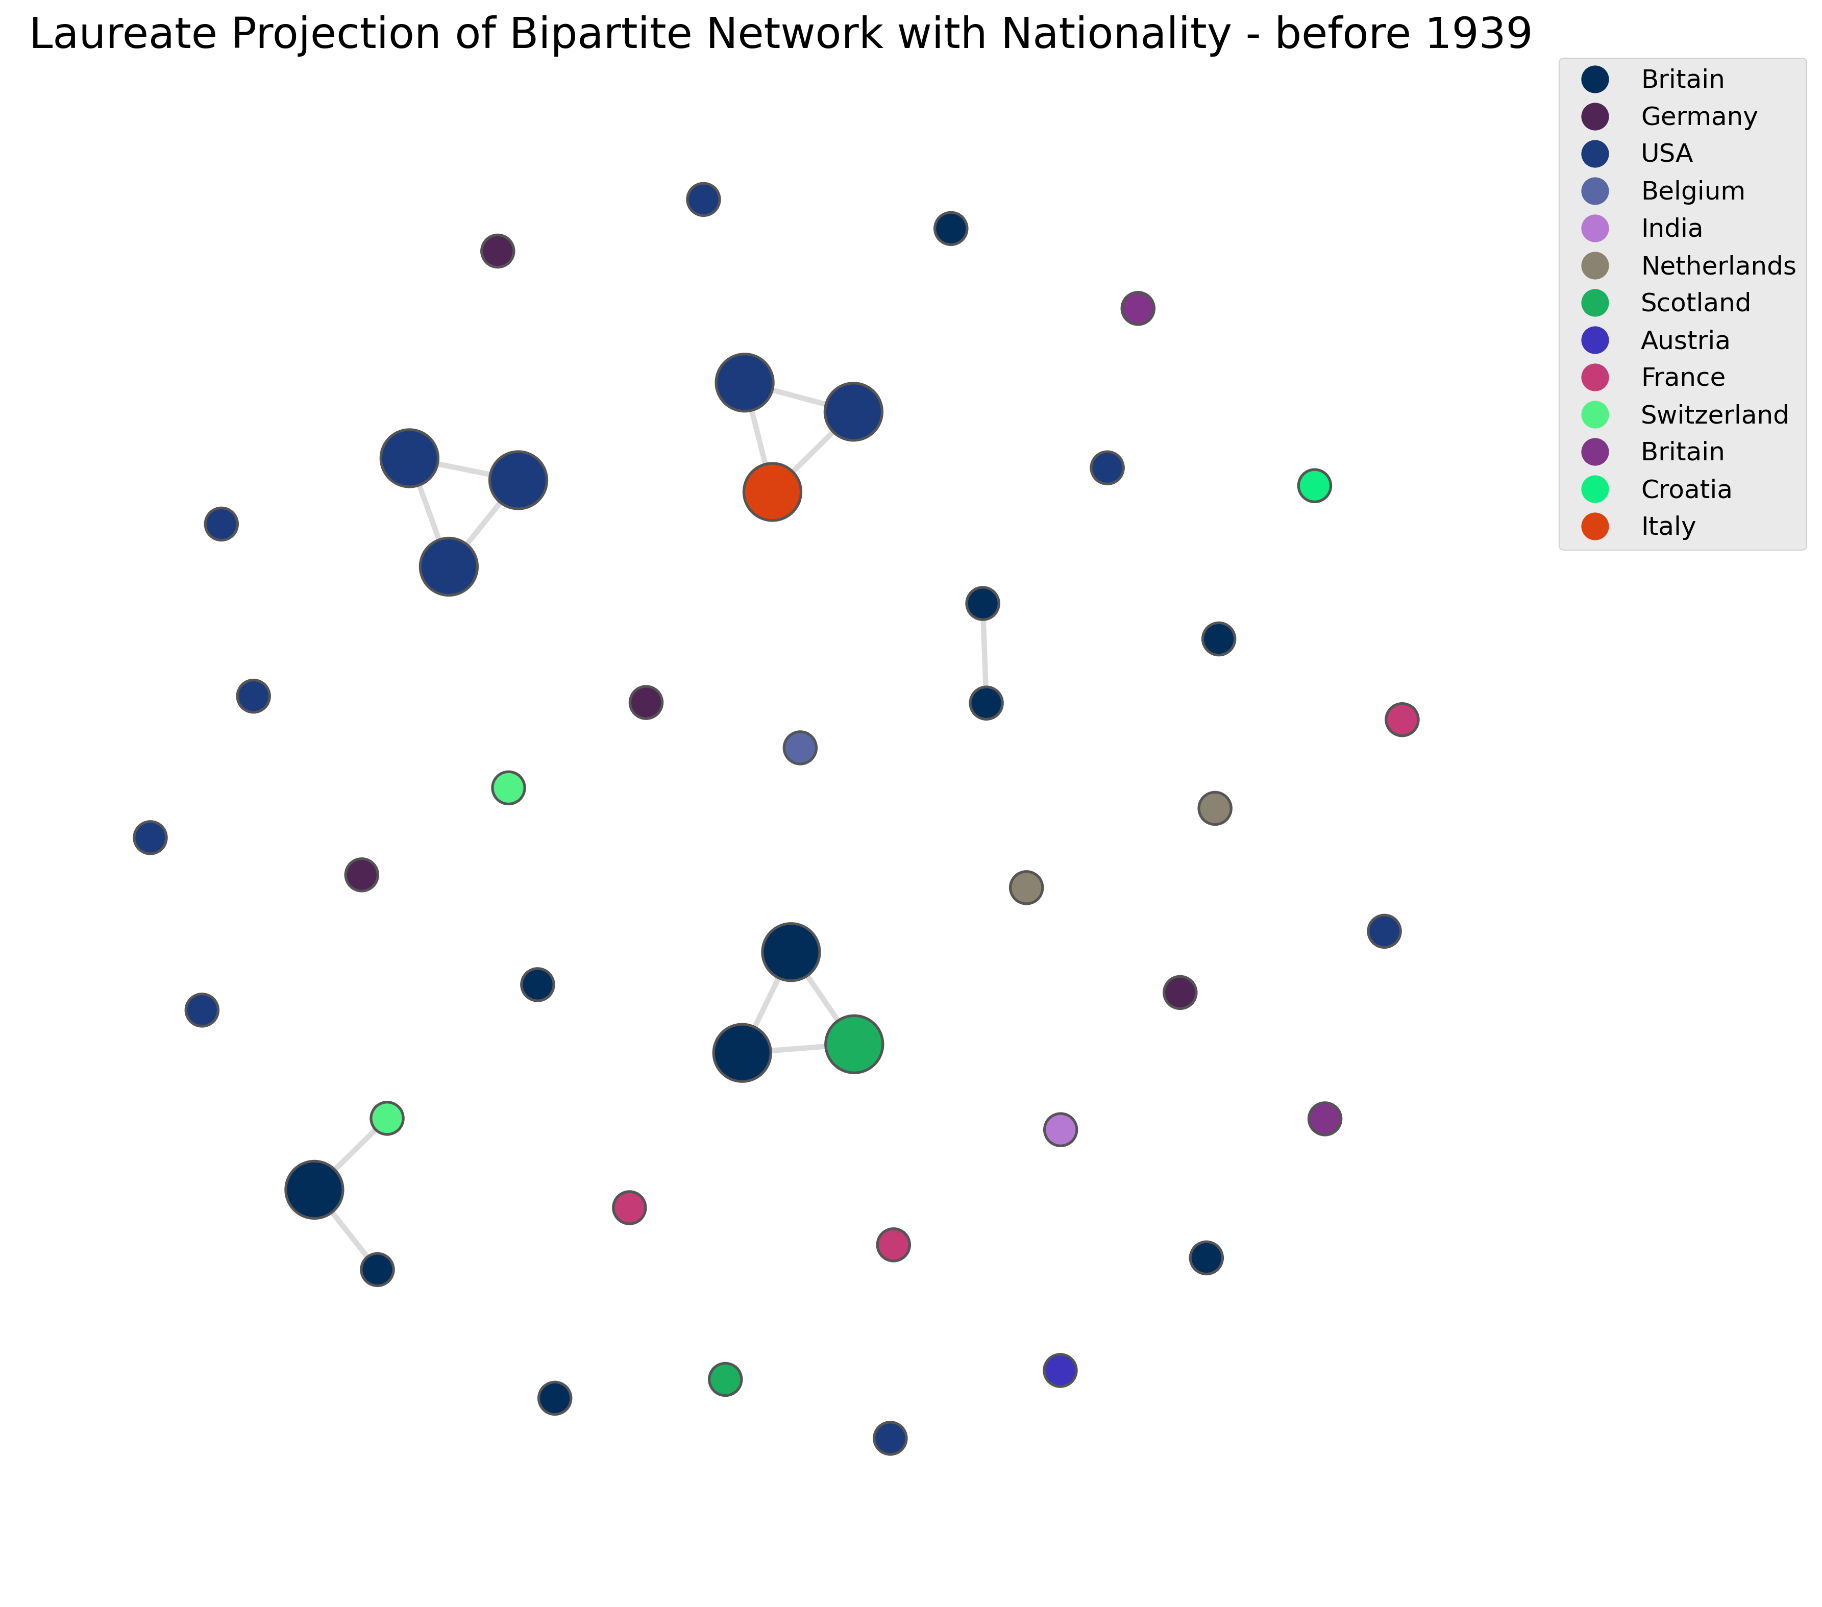 Laureate Projection of Bipartite Network with Nationality - before 1939
Britain
Germany
USA
Belgium
India
Netherlands
Scotland
Austria
France
Switzerland
Britain
Croatia
Italy